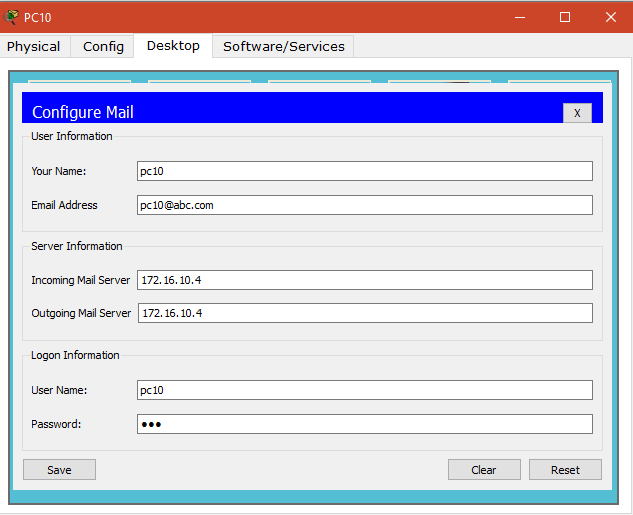 PC10
Physical Config Desktop Software/Services
Configure Mail X
User Information
Your Name: pc10
Email Address pc10@abc.com
Server Information
Incoming Mail Server 172.16.10.4
Outgoing Mail Server 172.16.10.4
Logon Information
User Name: pc10
Password: •••
Save Clear Reset